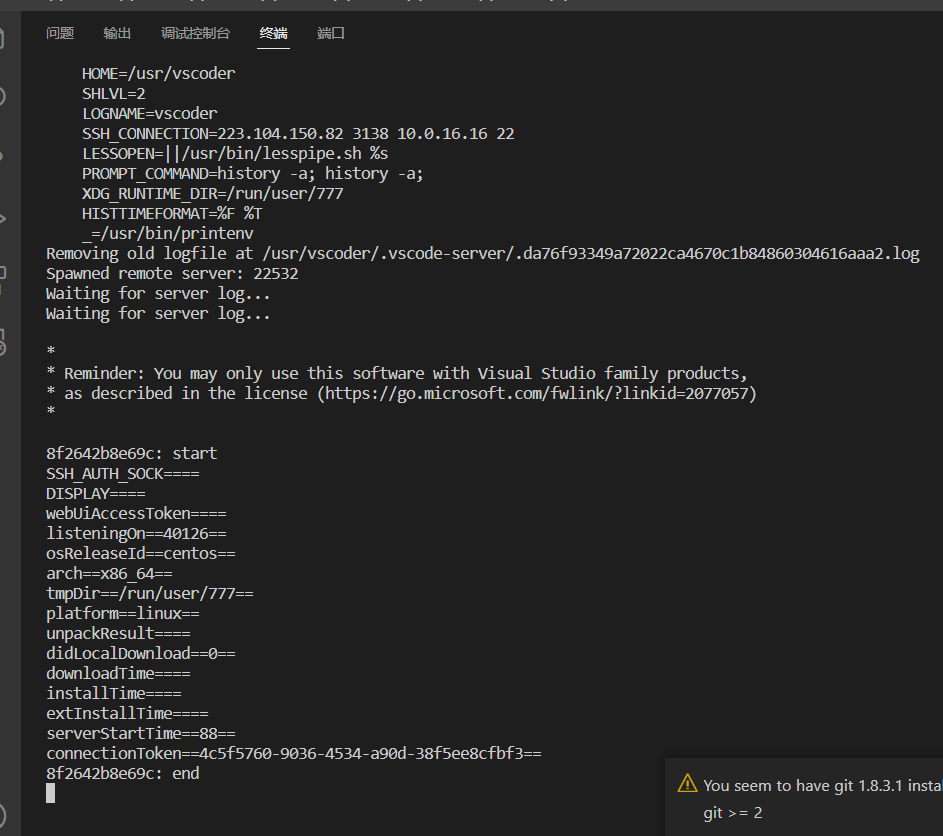 问题 输出 调试控制台 终端 端口
HOME=/usr/vscoder
SHLVL=2
LOGNAME=vscoder
SSH_CONNECTION=223.104.150.82 3138 10.0.16.16 22
LESSOPEN=||/usr/bin/lesspipe.sh %s
PROMPT_COMMAND=history -a; history -a;
XDG_RUNTIME_DIR=/run/user/777
HISTTIMEFORMAT=%F %T
_=/usr/bin/printenv
Removing old logfile at /usr/vscoder/.vscode-server/.da76f93349a72022ca4670c1b84860304616aaa2.log
Spawned remote server: 22532
Waiting for server log...
Waiting for server log...
*
* Reminder: You may only use this software with Visual Studio family products,
* as described in the license (https://go.microsoft.com/fwlink/?linkid=2077057)
*
8f2642b8e69c: start
SSH_AUTH_SOCK====
DISPLAY====
webUiAccessToken====
listeningOn==40126==
osReleaseId==centos==
arch==x86_64==
tmpDir==/run/user/777==
platform==linux==
unpackResult====
didLocalDownload==0==
downloadTime====
installTime====
extInstallTime====
serverStartTime==88==
connectionToken==4c5f5760-9036-4534-a90d-38f5ee8cfbf3==
8f2642b8e69c: end
You seem to have git 1.8.3.1 instal
git >= 2